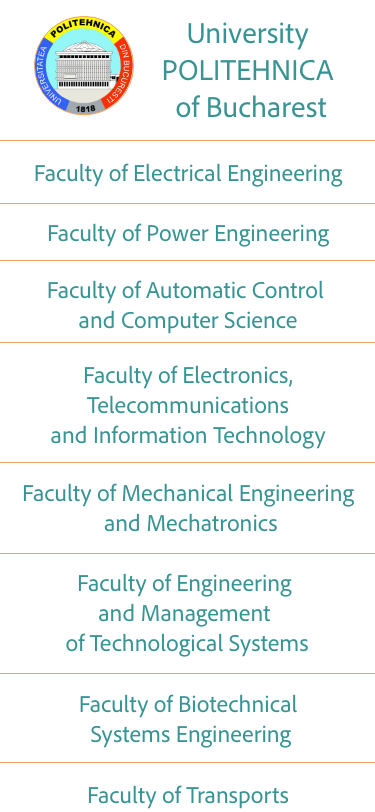 POLITEHNICA
UNIVERSITATEA
DIN BUCURESTI
1818
University
POLITEHNICA
of Bucharest
Faculty of Electrical Engineering
Faculty of Power Engineering
Faculty of Automatic Control
and Computer Science
Faculty of Electronics,
Telecommunications
and Information Technology
Faculty of Mechanical Engineering
and Mechatronics
Faculty of Engineering
and Management
of Technological Systems
Faculty of Biotechnical
Systems Engineering
Faculty of Transports